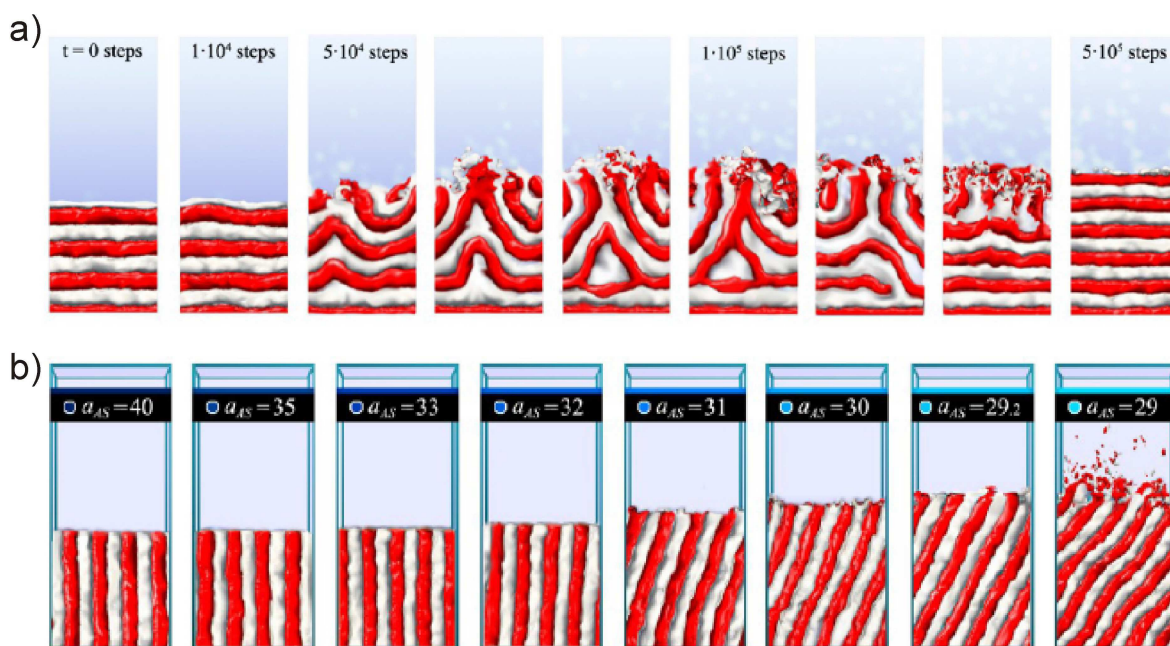 a)
t = 0 steps
1·10⁴ steps
5·10⁴ steps
1·10⁵ steps
5·10⁵ steps
b)
a_AS=40
a_AS=35
a_AS=33
a_AS=32
a_AS=31
a_AS=30
a_AS=29.2
a_AS=29